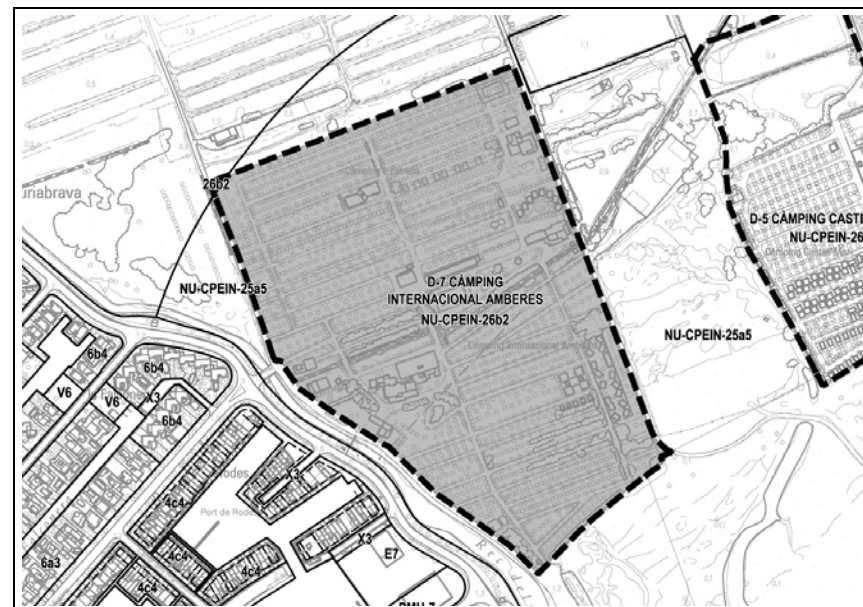 26b2
uriabrava
NU-CPEIN-25a5
D-7 CÀMPING
INTERNACIONAL AMBERES
NU-CPEIN-26b2
D-5 CÀMPING CASTE
NU-CPEIN-26
NU-CPEIN-25a5
6b4
6b4
V6
V6
X3
6b4
X3
4c4
Port de Rodes
X3
E7
4c4
4c4
4c4
6a3
PMU-7